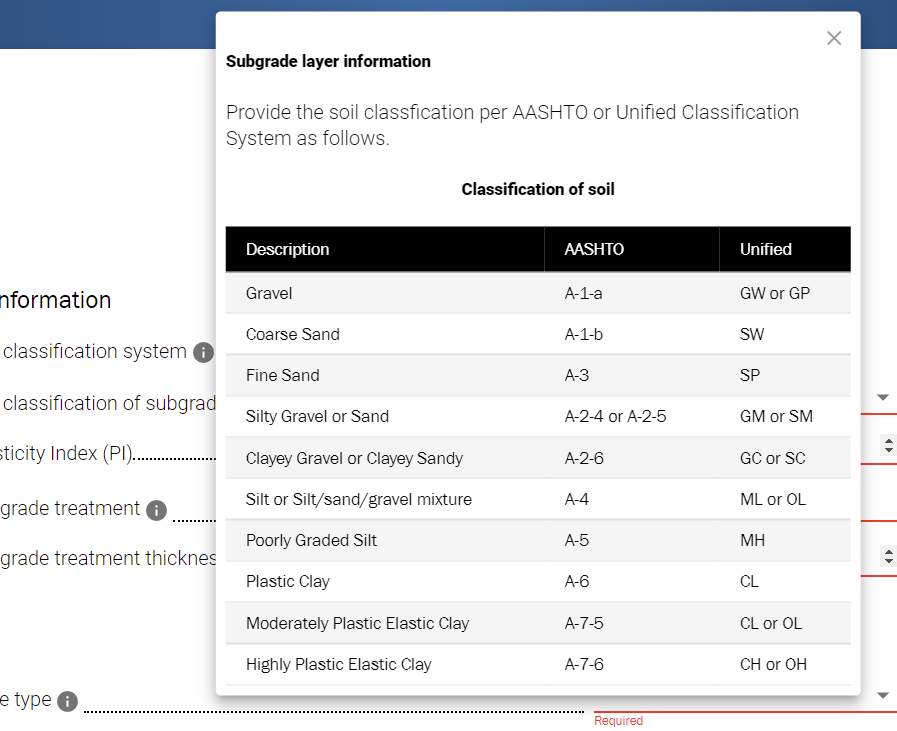 Subgrade layer information
Provide the soil classfication per AASHTO or Unified Classification
System as follows.
Classification of soil
Description AASHTO Unified
Gravel A-1-a GW or GP
Coarse Sand A-1-b SW
Fine Sand A-3 SP
Silty Gravel or Sand A-2-4 or A-2-5 GM or SM
Clayey Gravel or Clayey Sandy A-2-6 GC or SC
Silt or Silt/sand/gravel mixture A-4 ML or OL
Poorly Graded Silt A-5 MH
Plastic Clay A-6 CL
Moderately Plastic Elastic Clay A-7-5 CL or OL
Highly Plastic Elastic Clay A-7-6 CH or OH
nformation
classification system
classification of subgrad
sticity Index (PI)
grade treatment
grade treatment thicknes
e type
Required